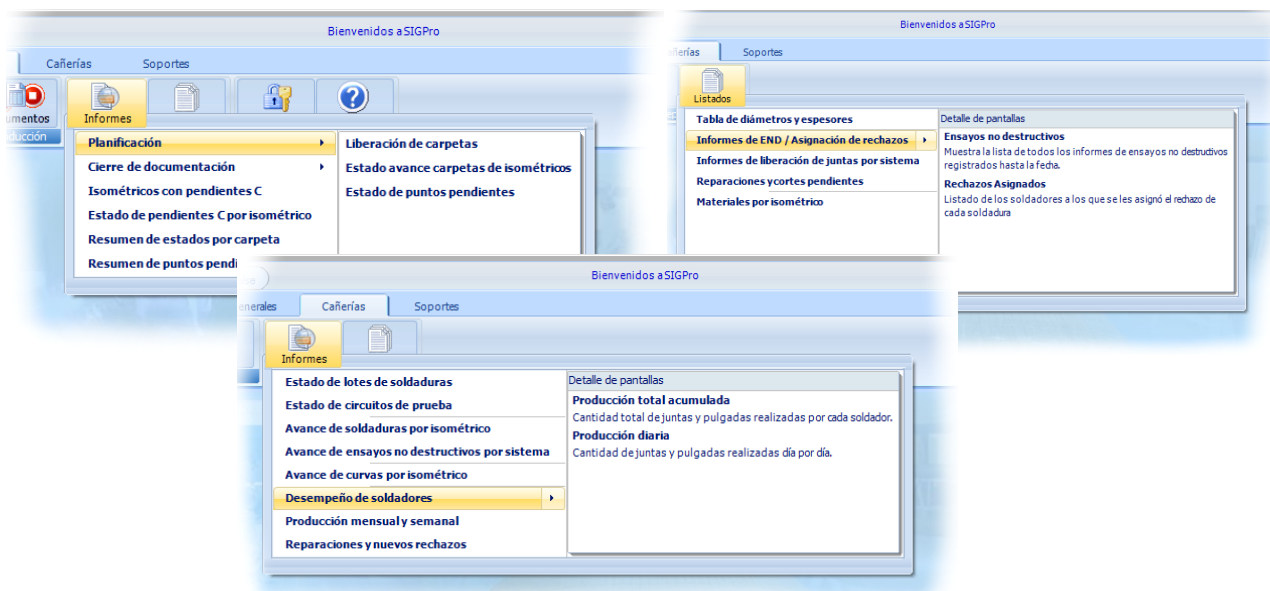 Bienvenidos a SIGPro
Cañerías
Soportes
Informes
Planificación
Cierre de documentación
Isométricos con pendientes C
Estado de pendientes C por isométrico
Resumen de estados por carpeta
Resumen de puntos
Liberación de carpetas
Estado avance carpetas de isométricos
Estado de puntos pendientes
Bienvenidos a SIGPro
Soportes
Listados
Tabla de diámetros y espesores
Informes de END / Asignación de rechazos
Informes de liberación de juntas por sistema
Reparaciones y cortes pendientes
Materiales por isométrico
Detalle de pantallas
Ensayos no destructivos
Muestra la lista de todos los informes de ensayos no destructivos
registrados hasta la fecha.
Rechazos Asignados
Listado de los soldadores a los que se les asignó el rechazo de
cada soldadura
Bienvenidos a SIGPro
Cañerías
Soportes
Informes
Estado de lotes de soldaduras
Estado de circuitos de prueba
Avance de soldaduras por isométrico
Avance de ensayos no destructivos por sistema
Avance de curvas por isométrico
Desempeño de soldadores
Producción mensual y semanal
Reparaciones y nuevos rechazos
Detalle de pantallas
Producción total acumulada
Cantidad total de juntas y pulgadas realizadas por cada soldador.
Producción diaria
Cantidad de juntas y pulgadas realizadas día por día.